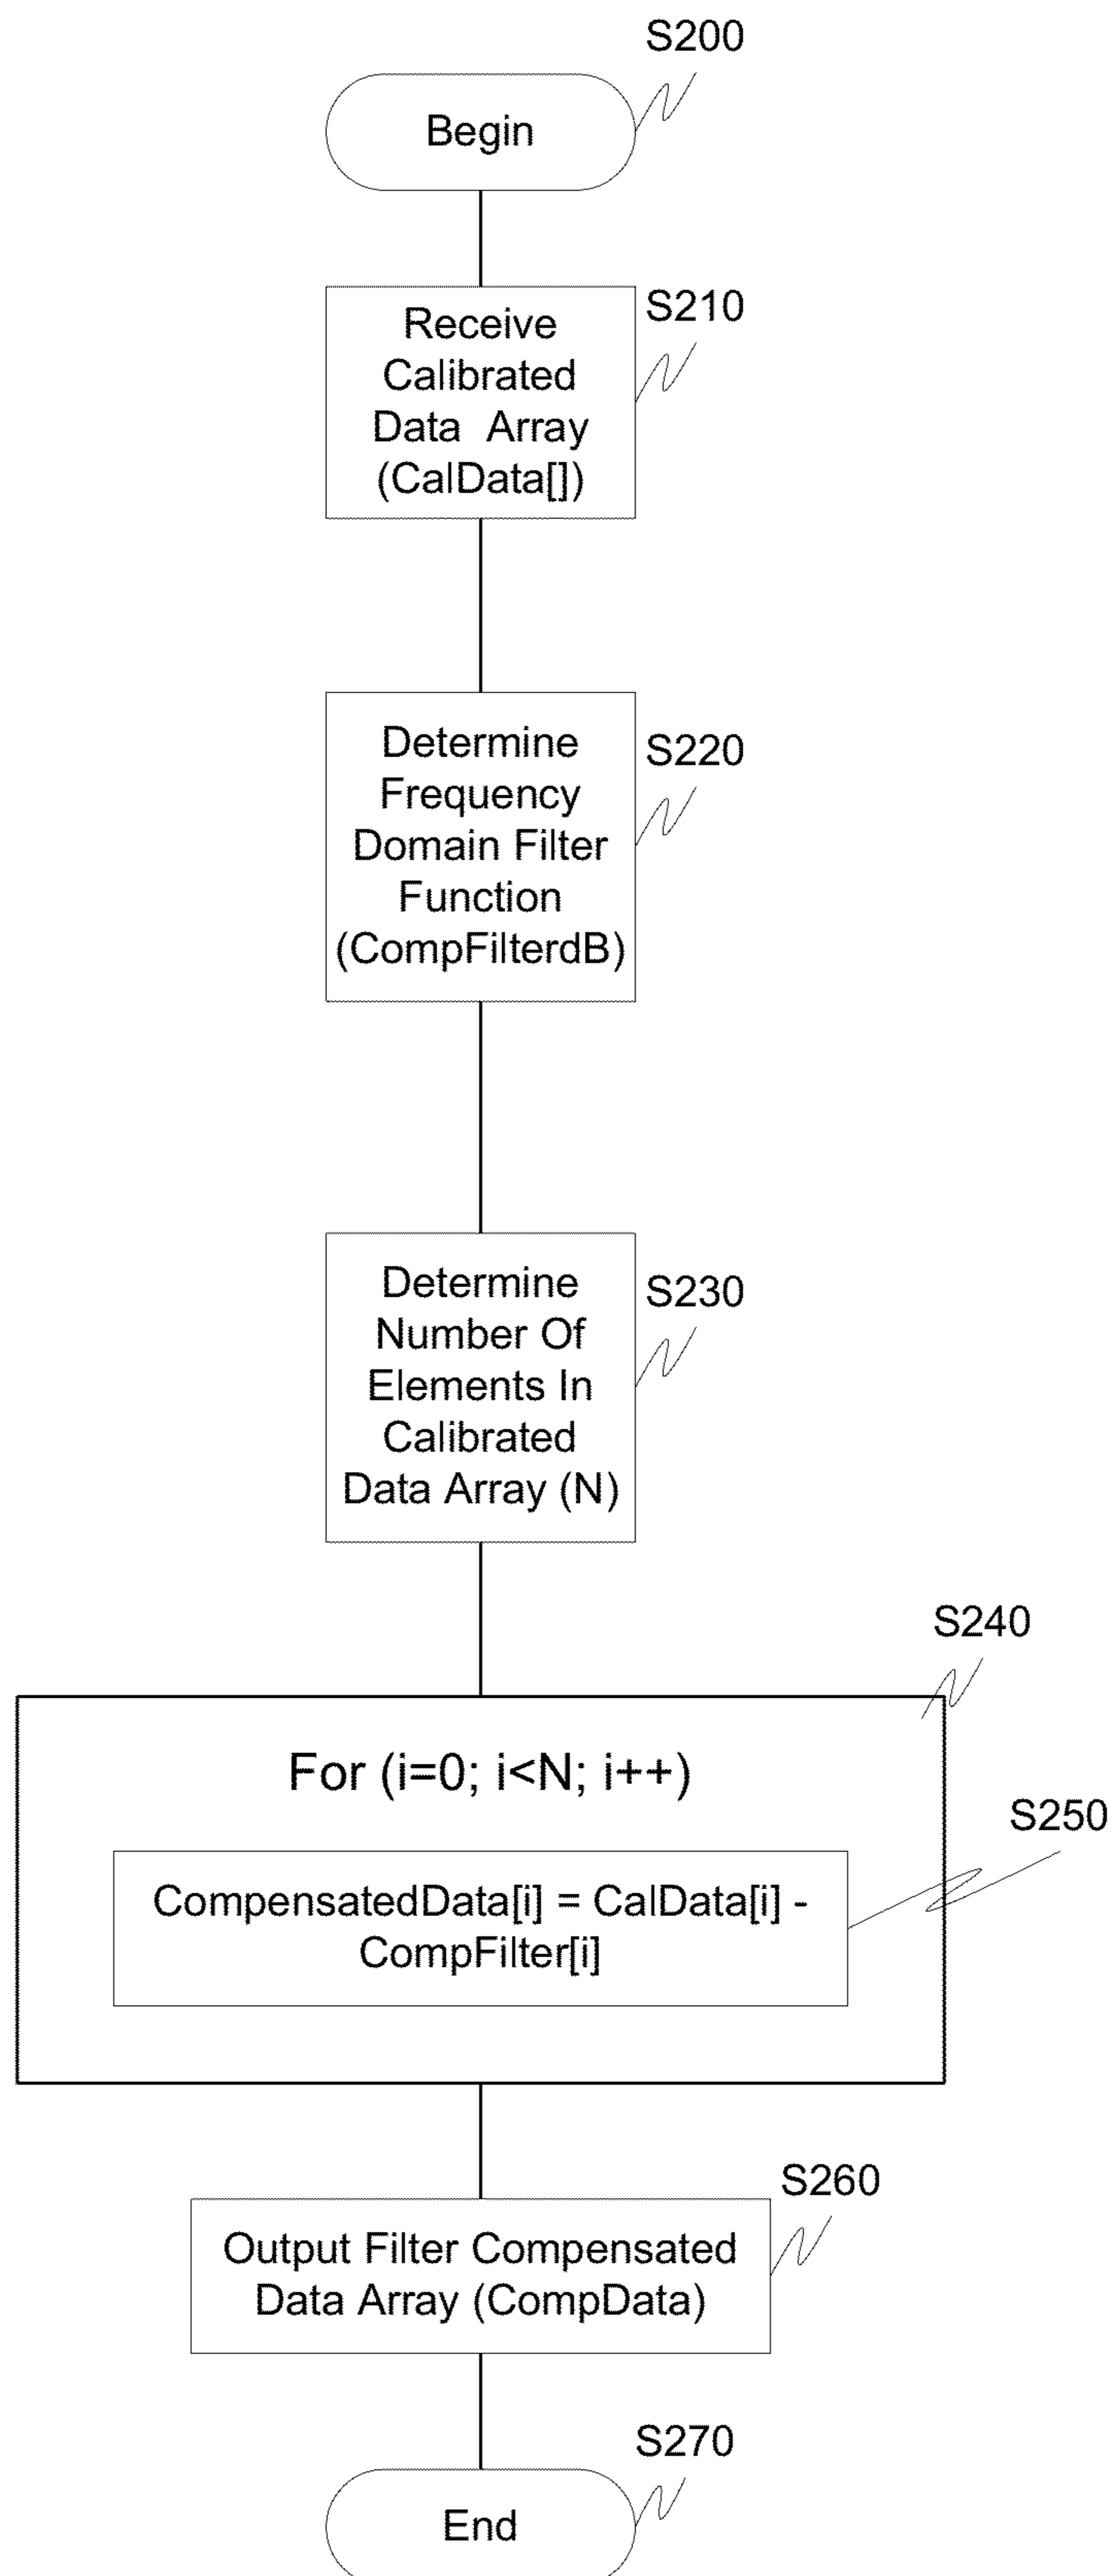 S200
Begin
S210
Receive
Calibrated
Data Array
(CalData[])
S220
Determine
Frequency
Domain Filter
Function
(CompFilterdB)
S230
Determine
Number Of
Elements In
Calibrated
Data Array (N)
S240
For (i=0; i<N; i++)
S250
CompensatedData[i] = CalData[i] -
CompFilter[i]
S260
Output Filter Compensated
Data Array (CompData)
S270
End